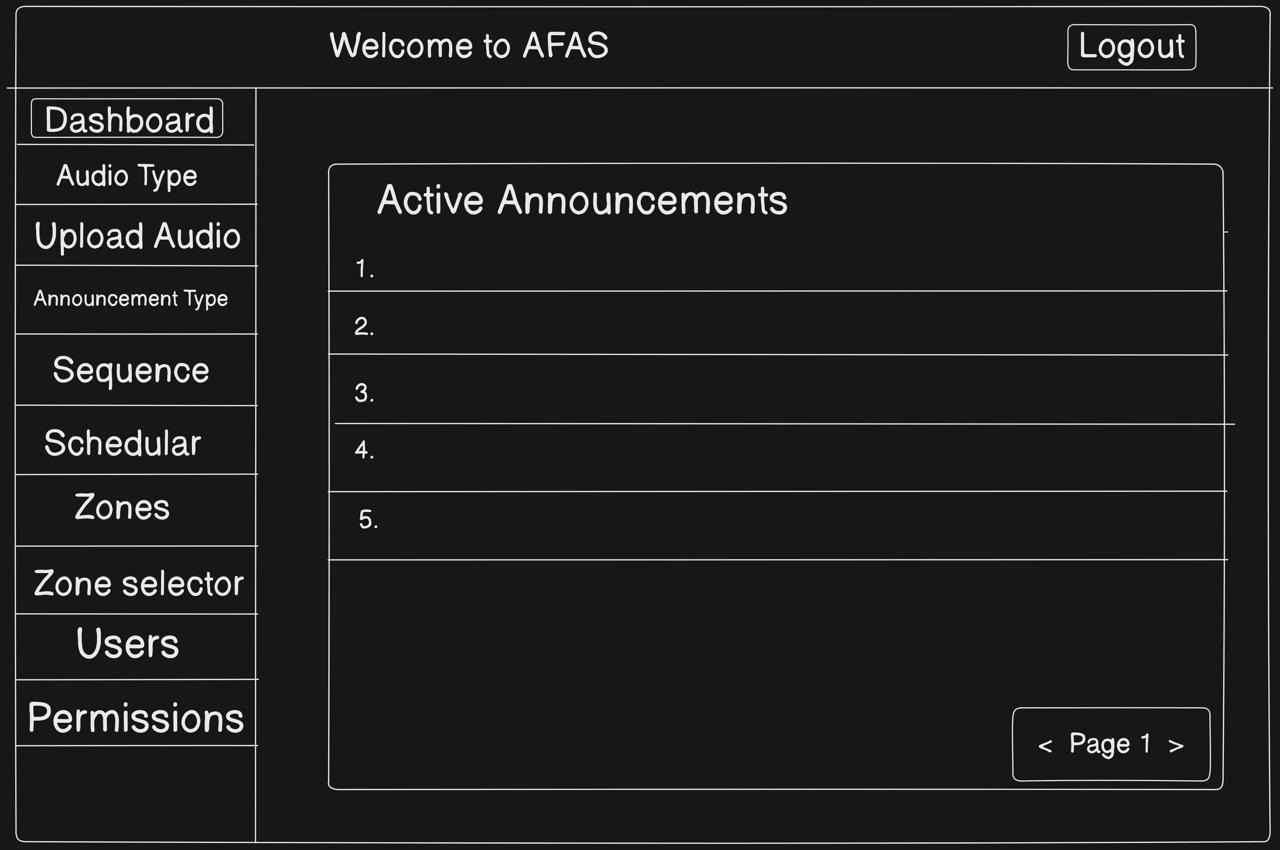 Welcome to AFAS
Logout
Dashboard
Audio Type
Upload Audio
Announcement Type
Sequence
Schedular
Zones
Zone selector
Users
Permissions
Active Announcements
1.
2.
3.
4.
5.
< Page 1 >